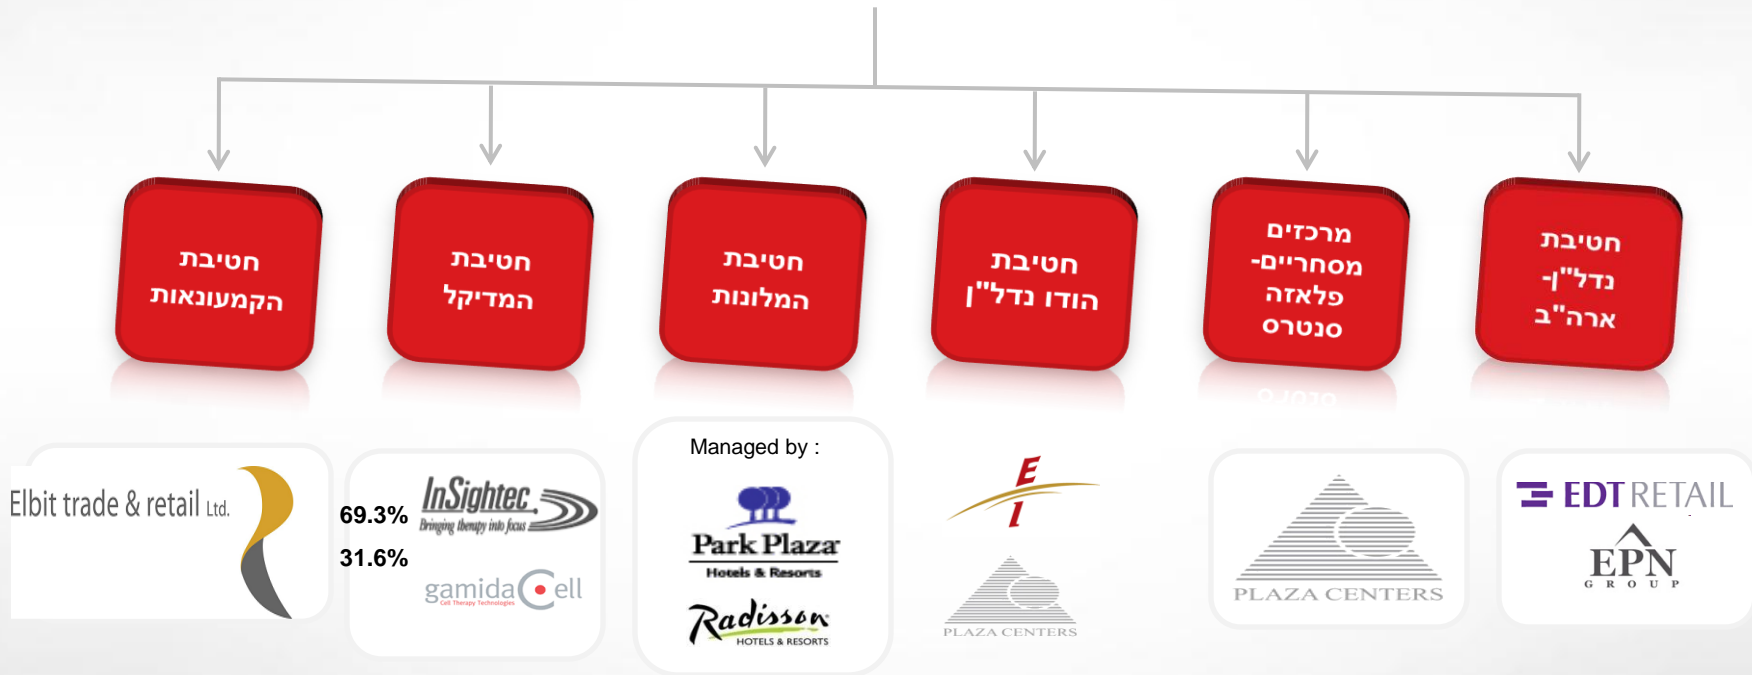 חטיבת
נדל"ן-
ארה"ב
מרכזים
מסחריים-
פלאזה
סנטרס
חטיבת
הודו נדל"ן
חטיבת
המלונות
חטיבת
המדיקל
חטיבת
הקמעונאות
EDT RETAIL
EPN
GROUP
PLAZA CENTERS
E
I
PLAZA CENTERS
Managed by :
Park Plaza
Hotels & Resorts
Radisson
HOTELS & RESORTS
69.3%
InSightec
Bringing therapy into focus
31.6%
gamida Cell
Cell Therapy Technologies
Elbit trade & retail Ltd.